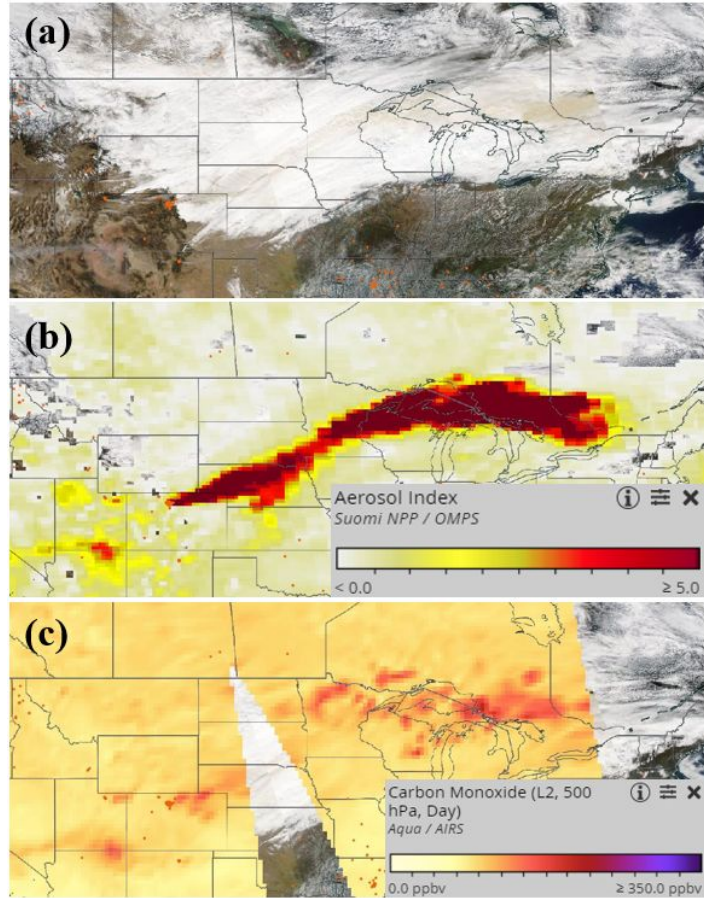 (a)
(b)
Aerosol Index
Suomi NPP / OMPS
< 0.0
≥ 5.0
(c)
Carbon Monoxide (L2, 500
hPa, Day)
Aqua / AIRS
0.0 ppbv
≥ 350.0 ppbv